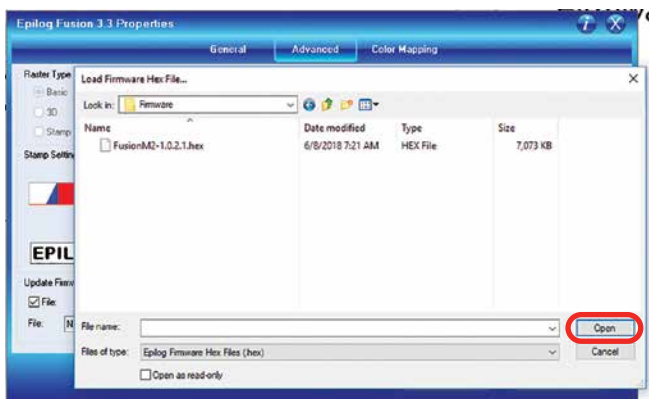 Epilog Fusion 3.3 Properties
General Advanced Color Mapping
Raster Type
Basic
3D
Stamp
Stamp Settin
EPIL
Update Firmw
File:
File: N
Load Firmware Hex File...
Look in: Firmware
Name Date modified Type Size
FusionM2-1.0.2.1.hex 6/8/2018 7:21 AM HEX File 7,073 KB
File name: Open
Files of type: Epilog Firmware Hex Files (.hex) Cancel
Open as read-only